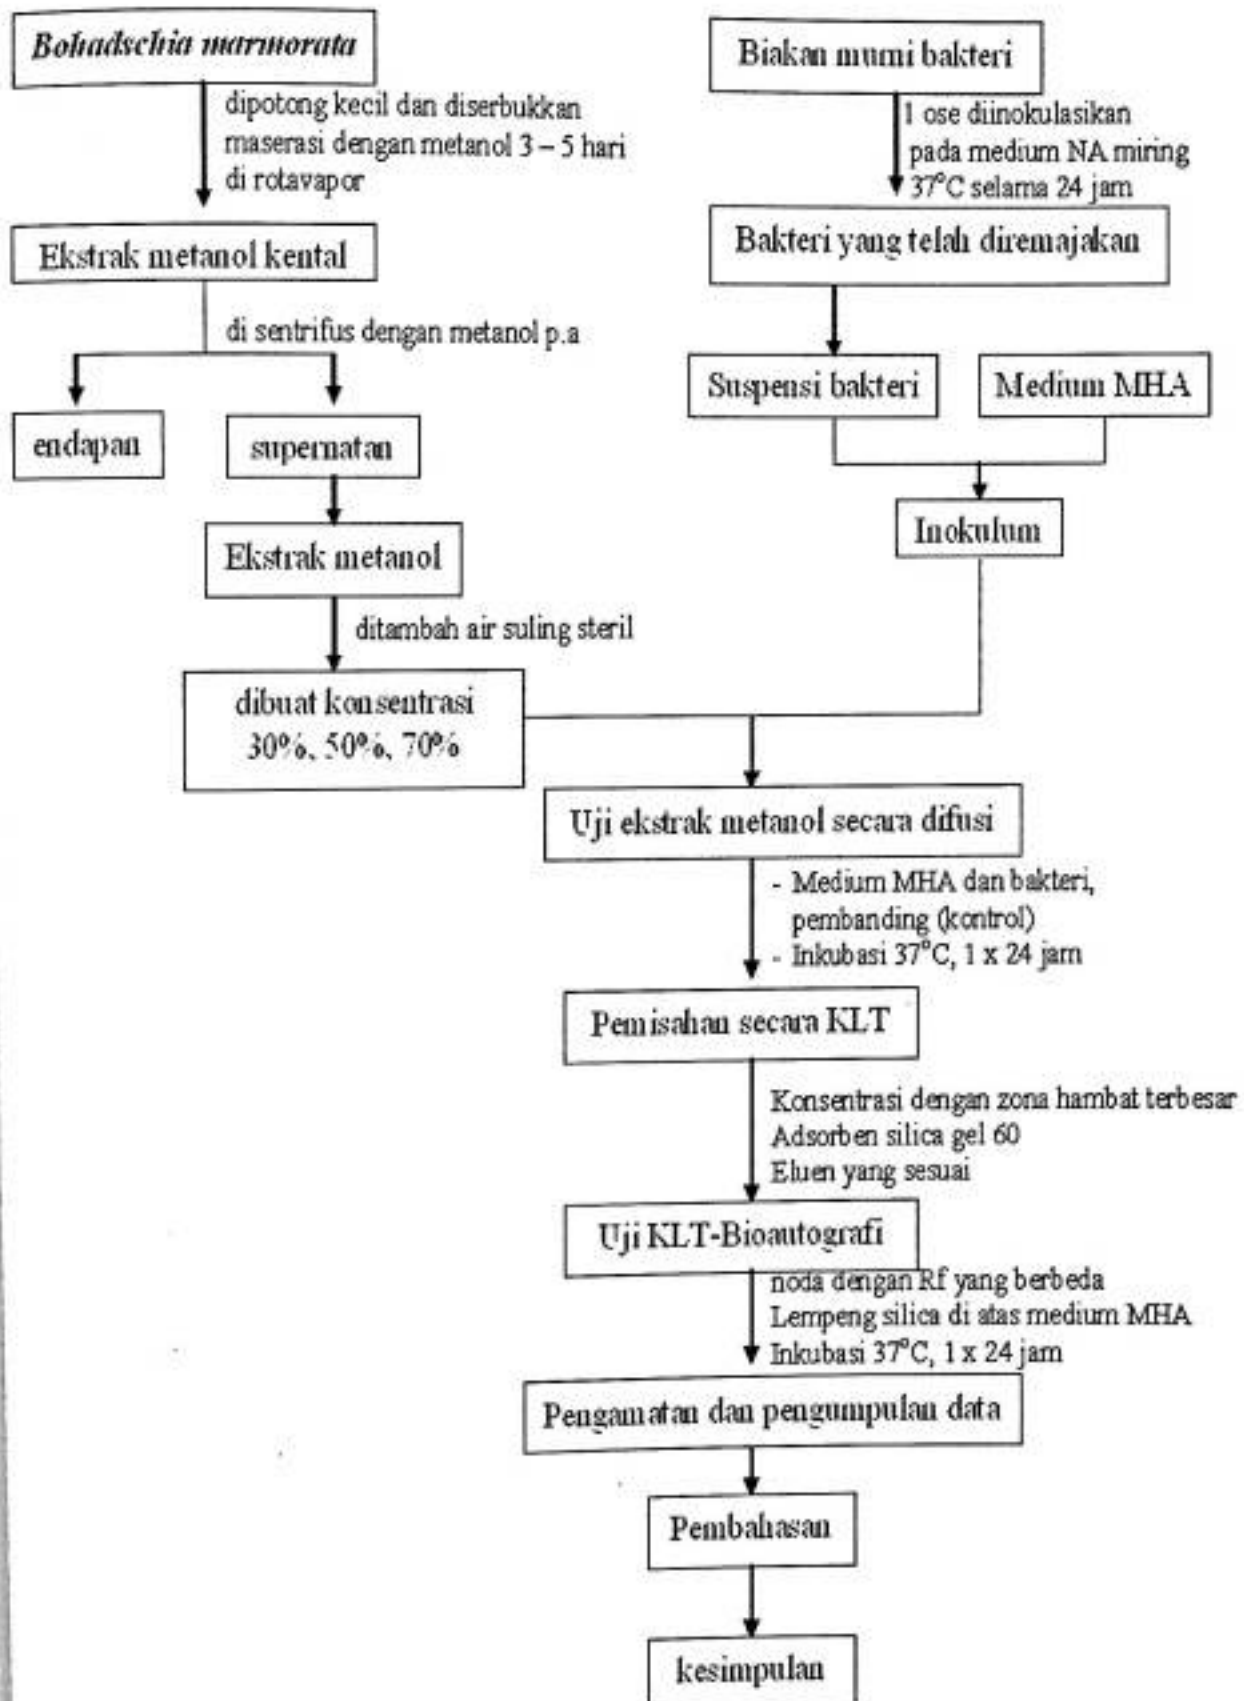 Bohadschia marmorata
dipotong kecil dan diserbukkan
maserasi dengan metanol 3 – 5 hari
di rotavapor
Ekstrak metanol kental
di sentrifus dengan metanol p.a
endapan
supernatan
Ekstrak metanol
ditambah air suling steril
dibuat konsentrasi
30%, 50%, 70%
Biakan murni bakteri
1 ose diinokulasikan
pada medium NA miring
37°C selama 24 jam
Bakteri yang telah diremajakan
Suspensi bakteri
Medium MHA
Inokulum
Uji ekstrak metanol secara difusi
- Medium MHA dan bakteri,
pembanding (kontrol)
- Inkubasi 37°C, 1 x 24 jam
Pemisahan secara KLT
Konsentrasi dengan zona hambat terbesar
Adsorben silica gel 60
Eluen yang sesuai
Uji KLT-Bioautografi
noda dengan Rf yang berbeda
Lempeng silica di atas medium MHA
Inkubasi 37°C, 1 x 24 jam
Pengamatan dan pengumpulan data
Pembahasan
kesimpulan